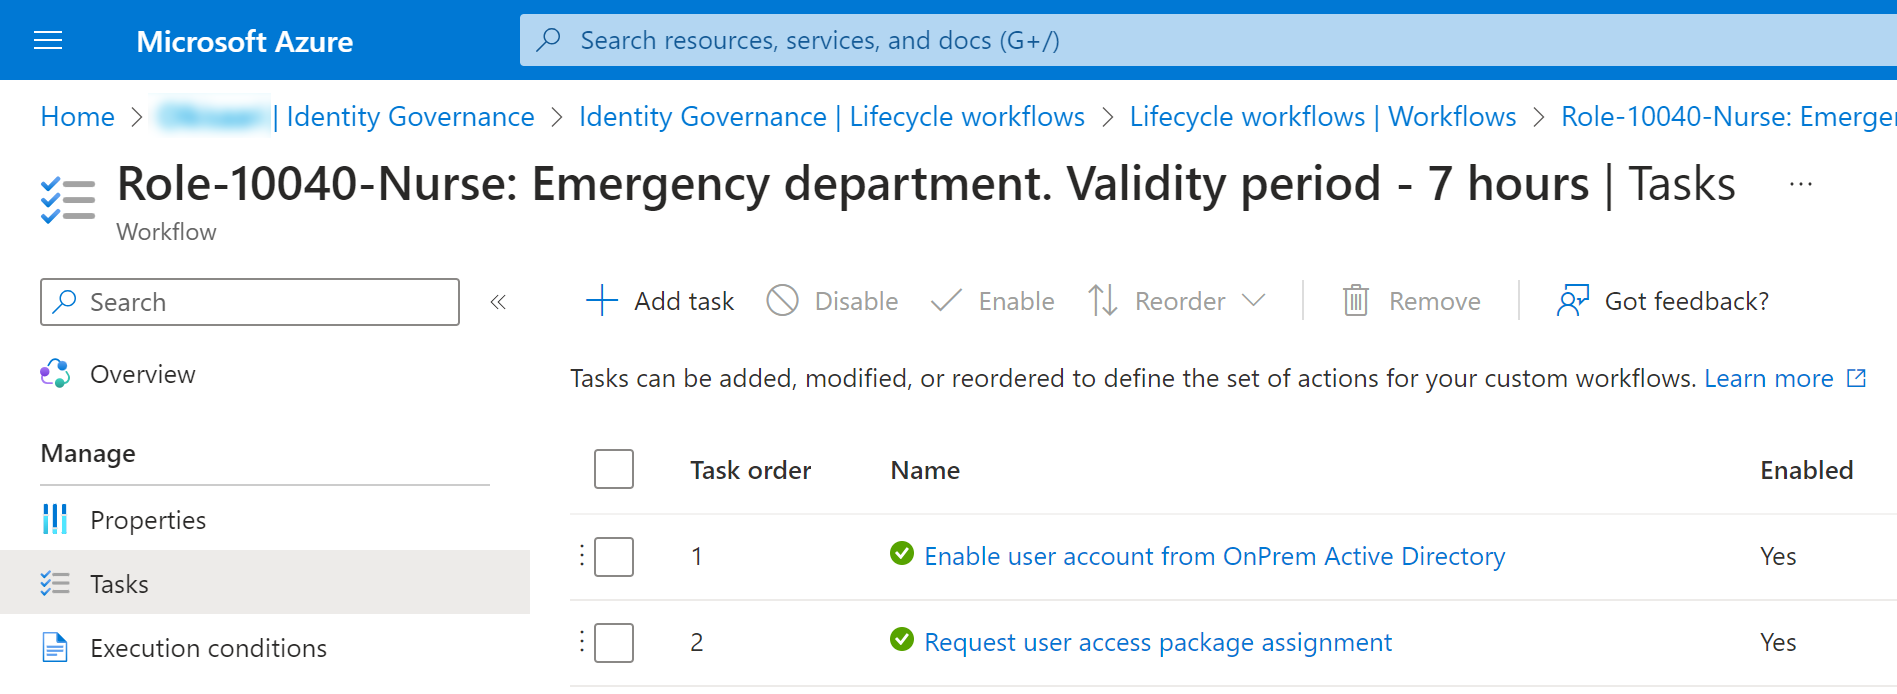 Microsoft Azure
Search resources, services, and docs (G+/)
Home > | Identity Governance > Identity Governance | Lifecycle workflows > Lifecycle workflows | Workflows > Role-10040-Nurse:
Role-10040-Nurse: Emergency department. Validity period - 7 hours | Tasks ...
Workflow
Search «
Add task Disable Enable Reorder Remove Got feedback?
Overview
Tasks can be added, modified, or reordered to define the set of actions for your custom workflows. Learn more
Manage
Task order Name Enabled
Properties
1 Enable user account from OnPrem Active Directory Yes
Tasks
2 Request user access package assignment Yes
Execution conditions